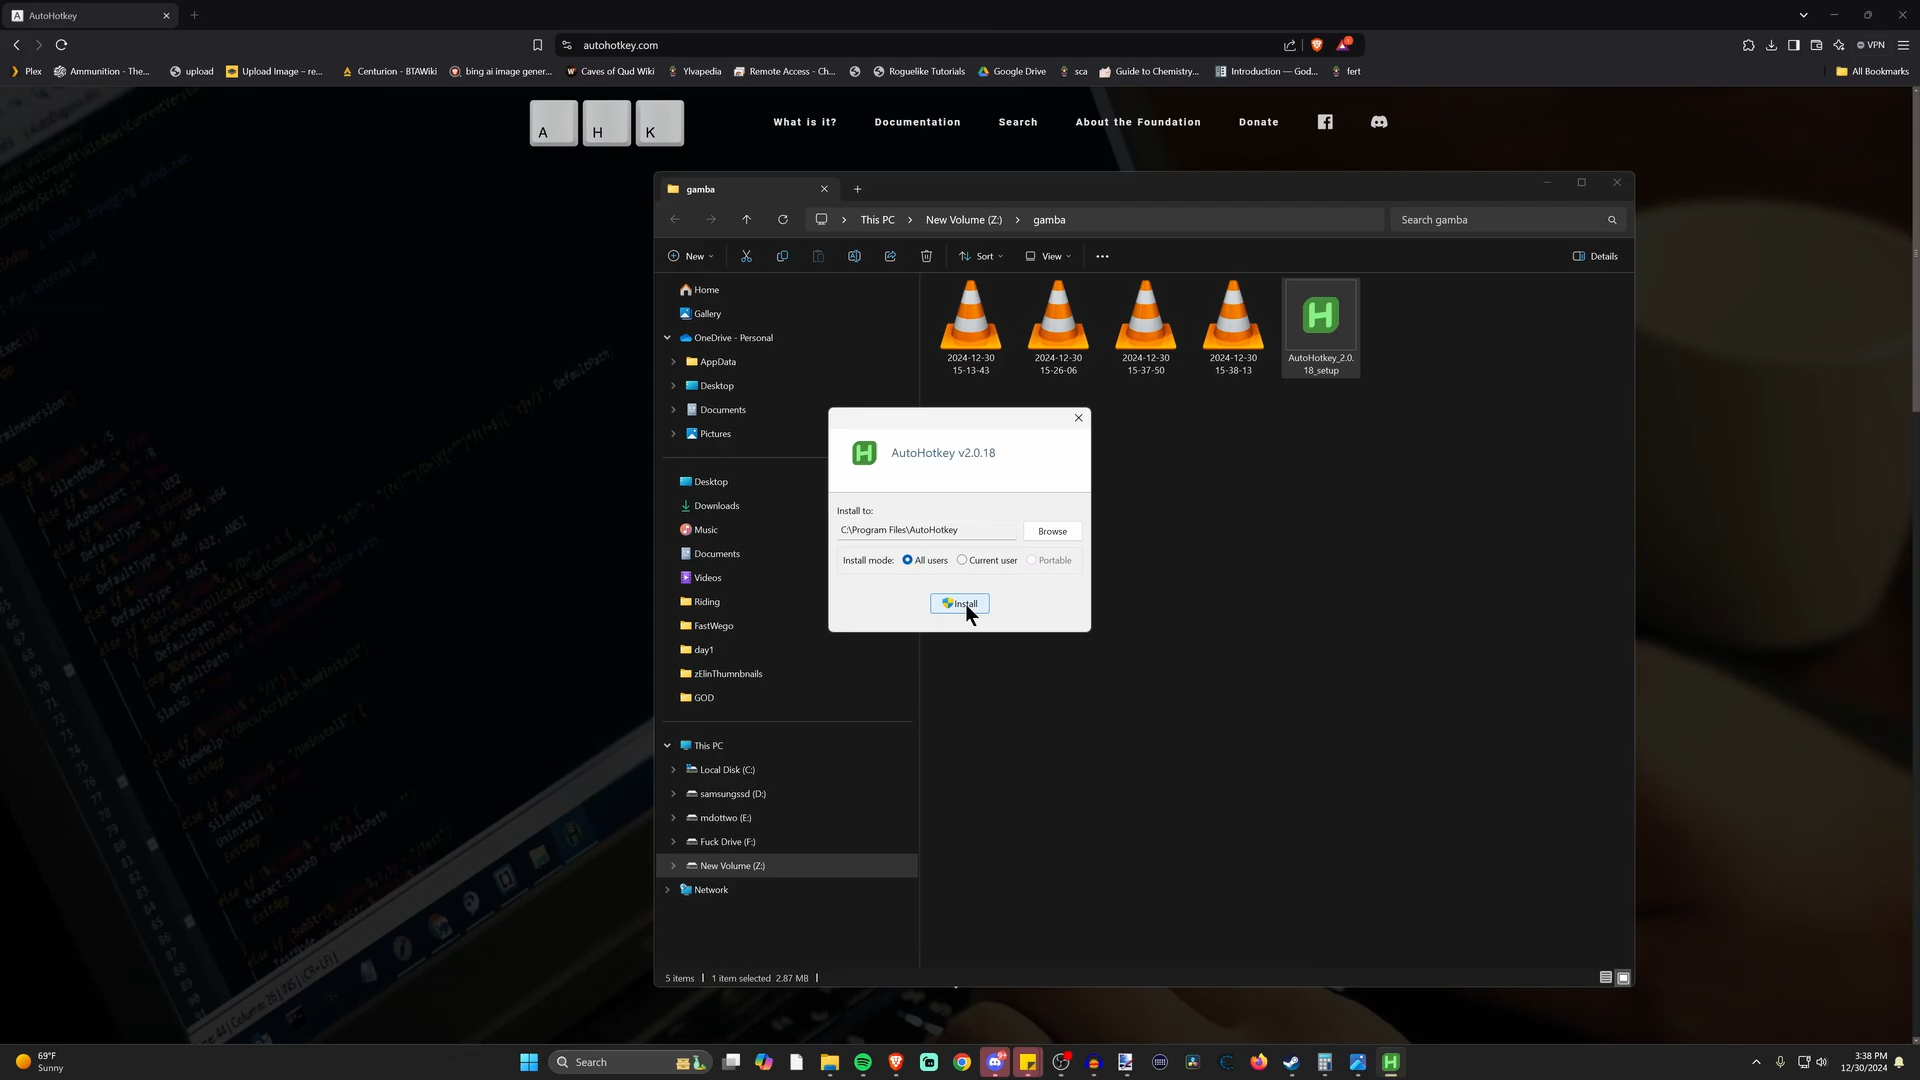 AutoHotkey
autohotkey.com
VPN
Plex
Ammunition - The...
upload
Upload Image – re...
Centurion - BTAWiki
bing ai image gener...
Caves of Qud Wiki
Ylvapedia
Remote Access - Ch...
Roguelike Tutorials
Google Drive
sca
Guide to Chemistry...
Introduction — God...
fert
All Bookmarks
A H K
What is it?
Documentation
Search
About the Foundation
Donate
gamba
This PC
New Volume (Z:)
gamba
Search gamba
New
Sort
View
Details
Home
Gallery
OneDrive - Personal
AppData
Desktop
Documents
Pictures
Desktop
Downloads
Music
Documents
Videos
Riding
FastWego
day1
zElinThumnbnails
GOD
This PC
Local Disk (C:)
samsungssd (D:)
mdottwo (E:)
Fuck Drive (F:)
New Volume (Z:)
Network
2024-12-30
15-13-43
2024-12-30
15-26-06
2024-12-30
15-37-50
2024-12-30
15-38-13
AutoHotkey_2.0.
18_setup
AutoHotkey v2.0.18
Install to:
C:\Program Files\AutoHotkey
Browse
Install mode:
All users
Current user
Portable
Install
5 items
1 item selected 2.87 MB
69°F
Sunny
Search
3:38 PM
12/30/2024